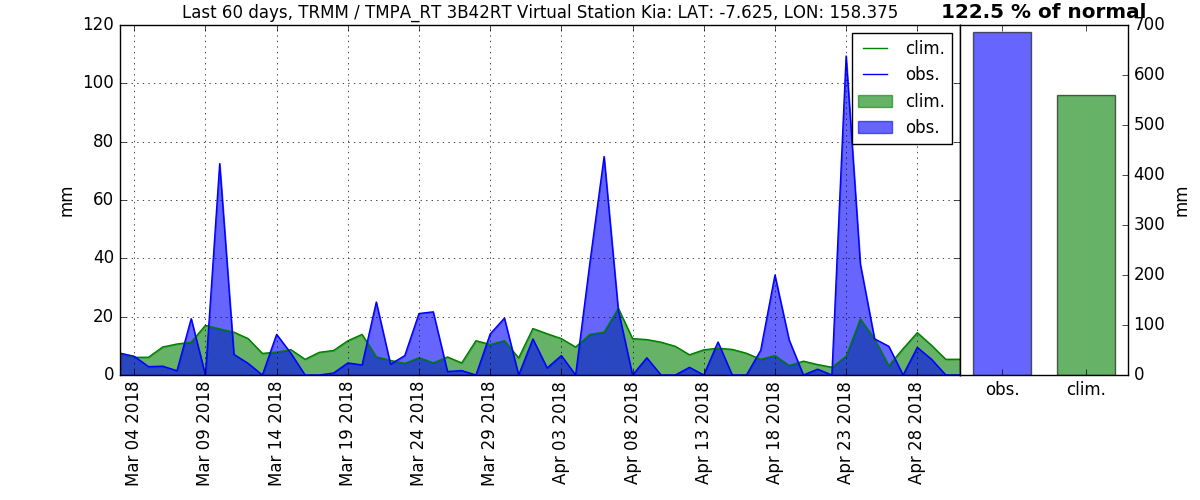 Last 60 days, TRMM / TMPA_RT 3B42RT Virtual Station Kia: LAT: -7.625, LON: 158.375
122.5 % of normal
120
100
80
60
40
20
0
mm
clim.
obs.
clim.
obs.
700
600
500
400
300
200
100
0
mm
Mar 04 2018
Mar 09 2018
Mar 14 2018
Mar 19 2018
Mar 24 2018
Mar 29 2018
Apr 03 2018
Apr 08 2018
Apr 13 2018
Apr 18 2018
Apr 23 2018
Apr 28 2018
obs.
clim.